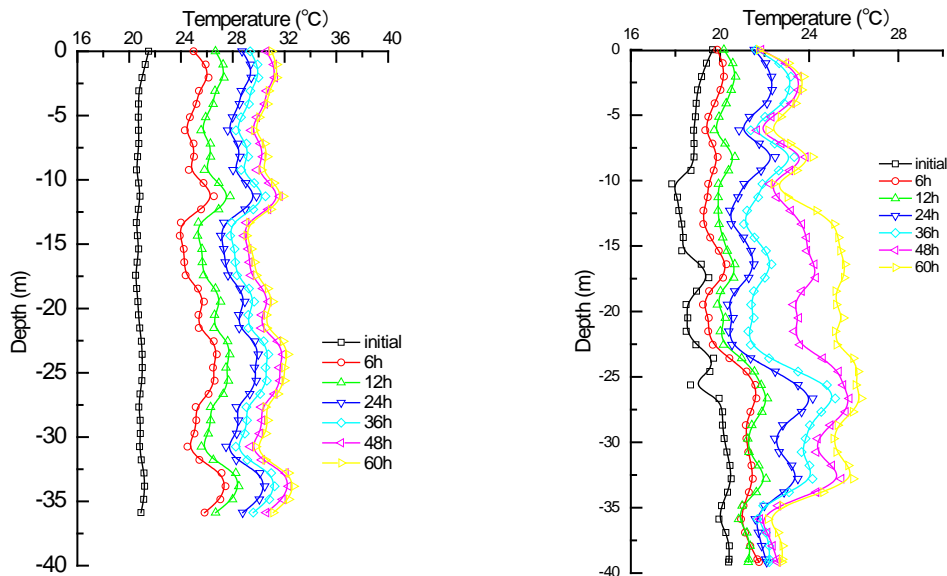 Temperature (°C)
16 20 24 28 32 36 40
0
-5
-10
-15
-20
-25
-30
-35
-40
Depth (m)
initial
6h
12h
24h
36h
48h
60h
Temperature (°C)
16 20 24 28
0
-5
-10
-15
-20
-25
-30
-35
-40
Depth (m)
initial
6h
12h
24h
36h
48h
60h